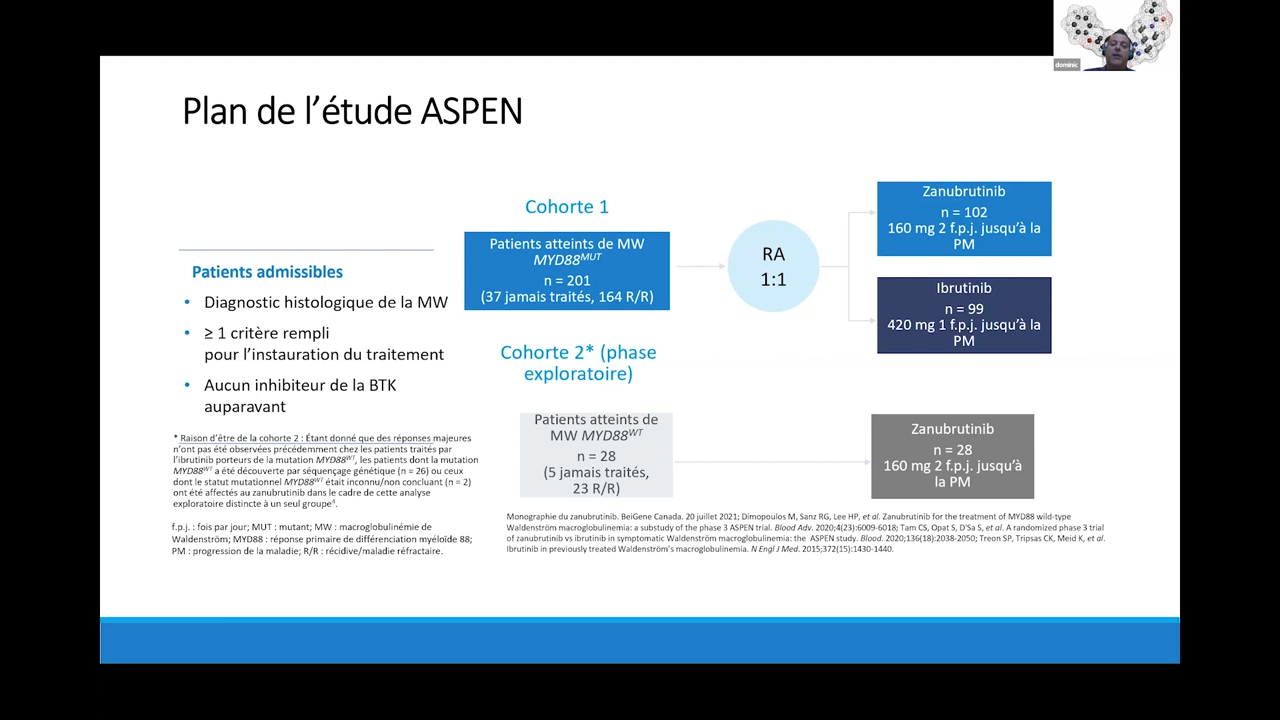 dominic
Plan de l’étude ASPEN
Patients admissibles
• Diagnostic histologique de la MW
• ≥ 1 critère rempli
pour l’instauration du traitement
• Aucun inhibiteur de la BTK
auparavant
* Raison d’être de la cohorte 2 : Étant donné que des réponses majeures
n’ont pas été observées précédemment chez les patients traités par
l’ibrutinib porteurs de la mutation MYD88WT, les patients dont la mutation
MYD88WT a été découverte par séquençage génétique (n = 26) ou ceux
dont le statut mutationnel MYD88WT était inconnu/non concluant (n = 2)
ont été affectés au zanubrutinib dans le cadre de cette analyse
exploratoire distincte à un seul groupe4.
f.p.j. : fois par jour; MUT : mutant; MW : macroglobulinémie de
Waldenström; MYD88 : réponse primaire de différenciation myéloïde 88;
PM : progression de la maladie; R/R : récidive/maladie réfractaire.
Cohorte 1
Patients atteints de MW
MYD88MUT
n = 201
(37 jamais traités, 164 R/R)
RA
1:1
Zanubrutinib
n = 102
160 mg 2 f.p.j. jusqu’à la
PM
Ibrutinib
n = 99
420 mg 1 f.p.j. jusqu’à la
PM
Cohorte 2* (phase
exploratoire)
Patients atteints de
MW MYD88WT
n = 28
(5 jamais traités,
23 R/R)
Zanubrutinib
n = 28
160 mg 2 f.p.j. jusqu’à
la PM
Monographie du zanubrutinib. BeiGene Canada. 20 juillet 2021; Dimopoulos M, Sanz RG, Lee HP, et al. Zanubrutinib for the treatment of MYD88 wild-type
Waldenström macroglobulinemia: a substudy of the phase 3 ASPEN trial. Blood Adv. 2020;4(23):6009-6018; Tam CS, Opat S, D’Sa S, et al. A randomized phase 3 trial
of zanubrutinib vs ibrutinib in symptomatic Waldenström macroglobulinemia: the ASPEN study. Blood. 2020;136(18):2038-2050; Treon SP, Tripsas CK, Meid K, et al.
Ibrutinib in previously treated Waldenström’s macroglobulinemia. N Engl J Med. 2015;372(15):1430-1440.